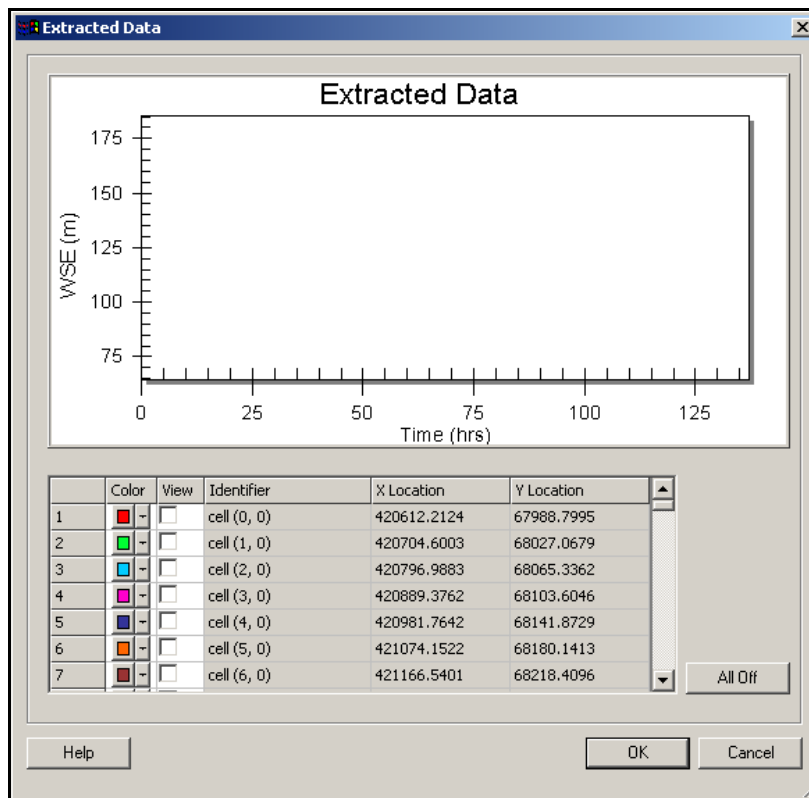 Extracted Data
Extracted Data
175
150
125
100
75
WSE (m)
0 25 50 75 100 125
Time (hrs)
Color View Identifier X Location Y Location
1 cell (0, 0) 420612.2124 67988.7995
2 cell (1, 0) 420704.6003 68027.0679
3 cell (2, 0) 420796.9883 68065.3362
4 cell (3, 0) 420889.3762 68103.6046
5 cell (4, 0) 420981.7642 68141.8729
6 cell (5, 0) 421074.1522 68180.1413
7 cell (6, 0) 421166.5401 68218.4096
All Off
Help OK Cancel